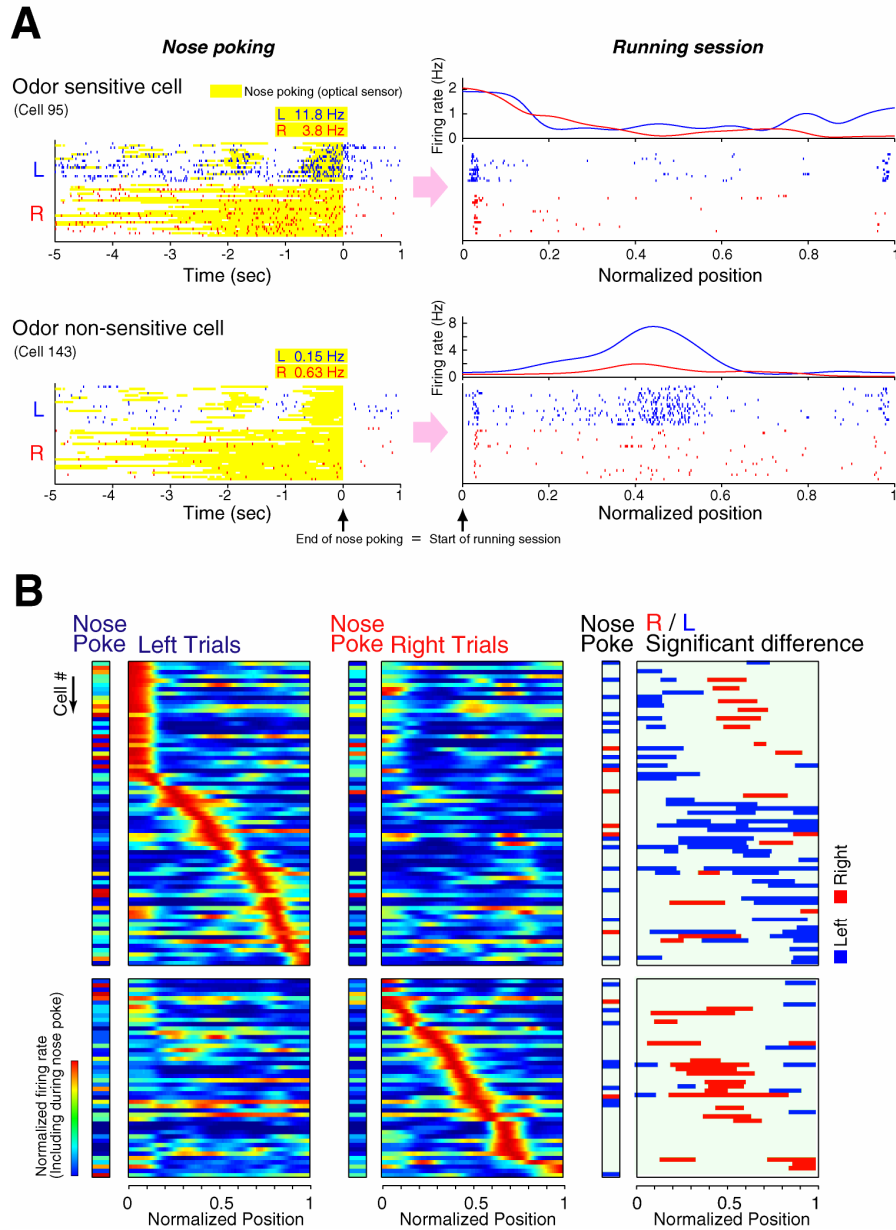 A
Nose poking
Running session
Odor sensitive cell
(Cell 95)
Nose poking (optical sensor)
L 11.8 Hz
R 3.8 Hz
L
R
-5 -4 -3 -2 -1 0 1
Time (sec)
Firing rate (Hz)
2
1
0
0 0.2 0.4 0.6 0.8 1
Normalized position
Odor non-sensitive cell
(Cell 143)
L 0.15 Hz
R 0.63 Hz
L
R
-5 -4 -3 -2 -1 0 1
Time (sec)
Firing rate (Hz)
8
4
0
0 0.2 0.4 0.6 0.8 1
Normalized position
End of nose poking = Start of running session
B
Nose Poke
Left Trials
Nose Poke
Right Trials
Nose Poke
R / L
Significant difference
Cell #
Left
Right
Normalized firing rate
(Including during nose poke)
0 0.5 1
Normalized Position
0 0.5 1
Normalized Position
0 0.5 1
Normalized Position